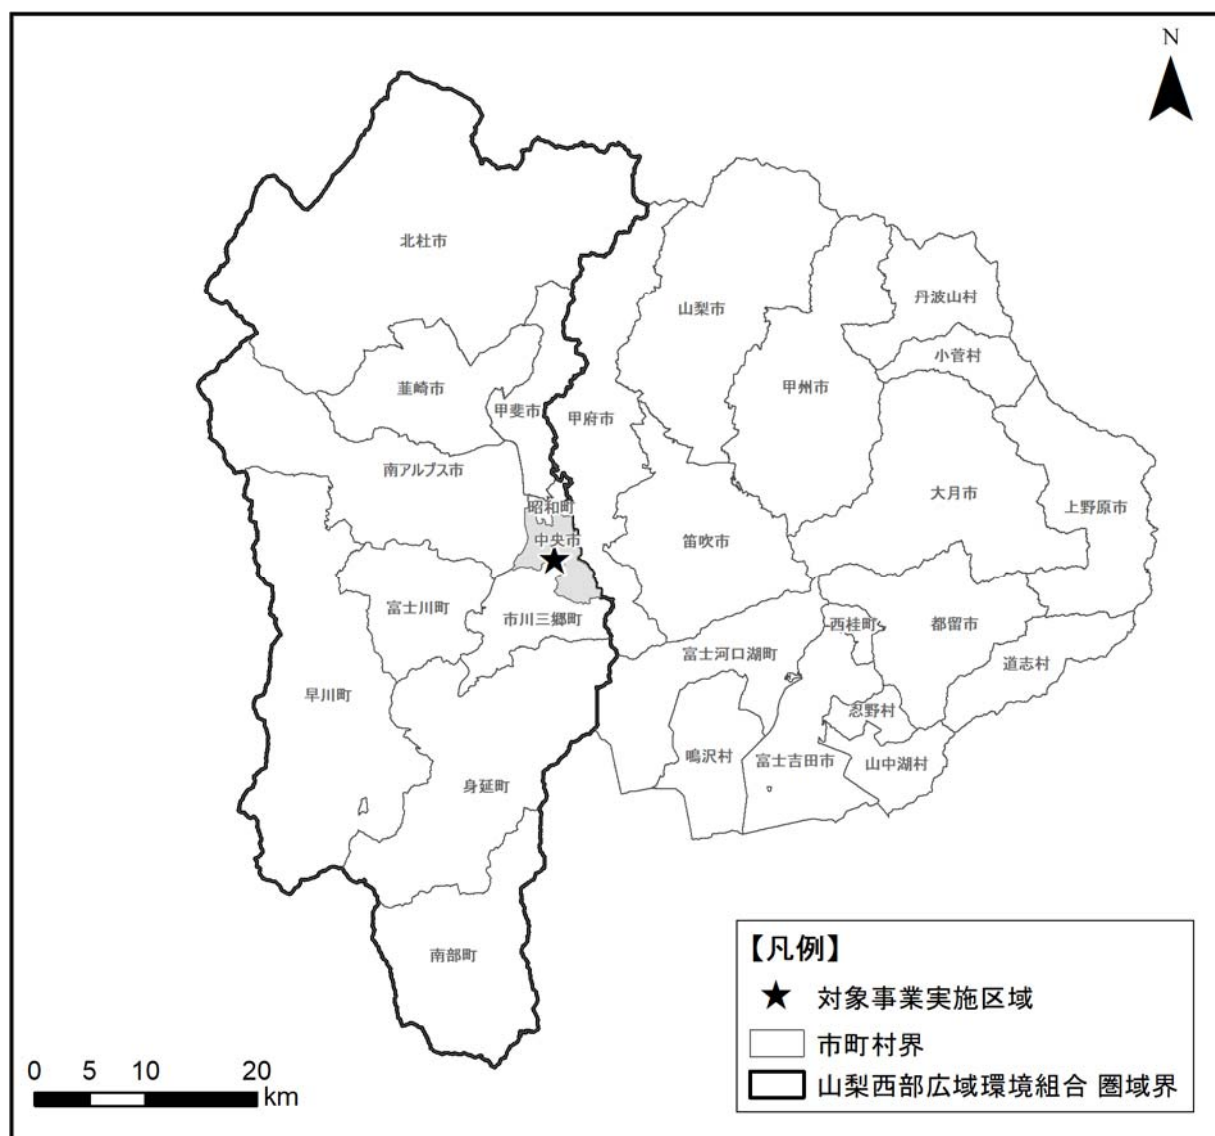 N
北杜市
山梨市
丹波山村
小菅村
韮崎市
甲斐市
甲府市
甲州市
南アルプス市
大月市
上野原市
昭和町
中央市
笛吹市
富士川町
市川三郷町
西桂町
都留市
富士河口湖町
道志村
早川町
忍野村
鳴沢村
富士吉田市
山中湖村
身延町
南部町
【凡例】
対象事業実施区域
市町村界
山梨西部広域環境組合 圏域界
0 5 10 20
km